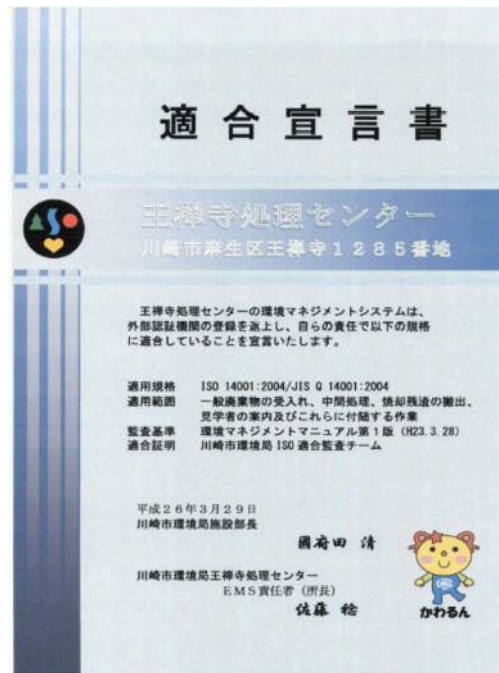 適合宣言書
王禅寺処理センター
川崎市麻生区王禅寺1285番地
王禅寺処理センターの環境マネジメントシステムは、
外部認証機関の登録を返上し、自らの責任で以下の規格
に適合していることを宣言いたします。
適用規格 ISO 14001:2004/JIS Q 14001:2004
適用範囲 一般廃棄物の受入れ、中間処理、焼却残渣の搬出、
見学者の案内及びこれらに付随する作業
監査基準 環境マネジメントマニュアル第1版 (H23.3.28)
適合証明 川崎市環境局 ISO 適合監査チーム
平成26年3月29日
川崎市環境局施設部長
國府田 清
川崎市環境局王禅寺処理センター
EMS責任者(所長)
佐藤 稔
かわるん